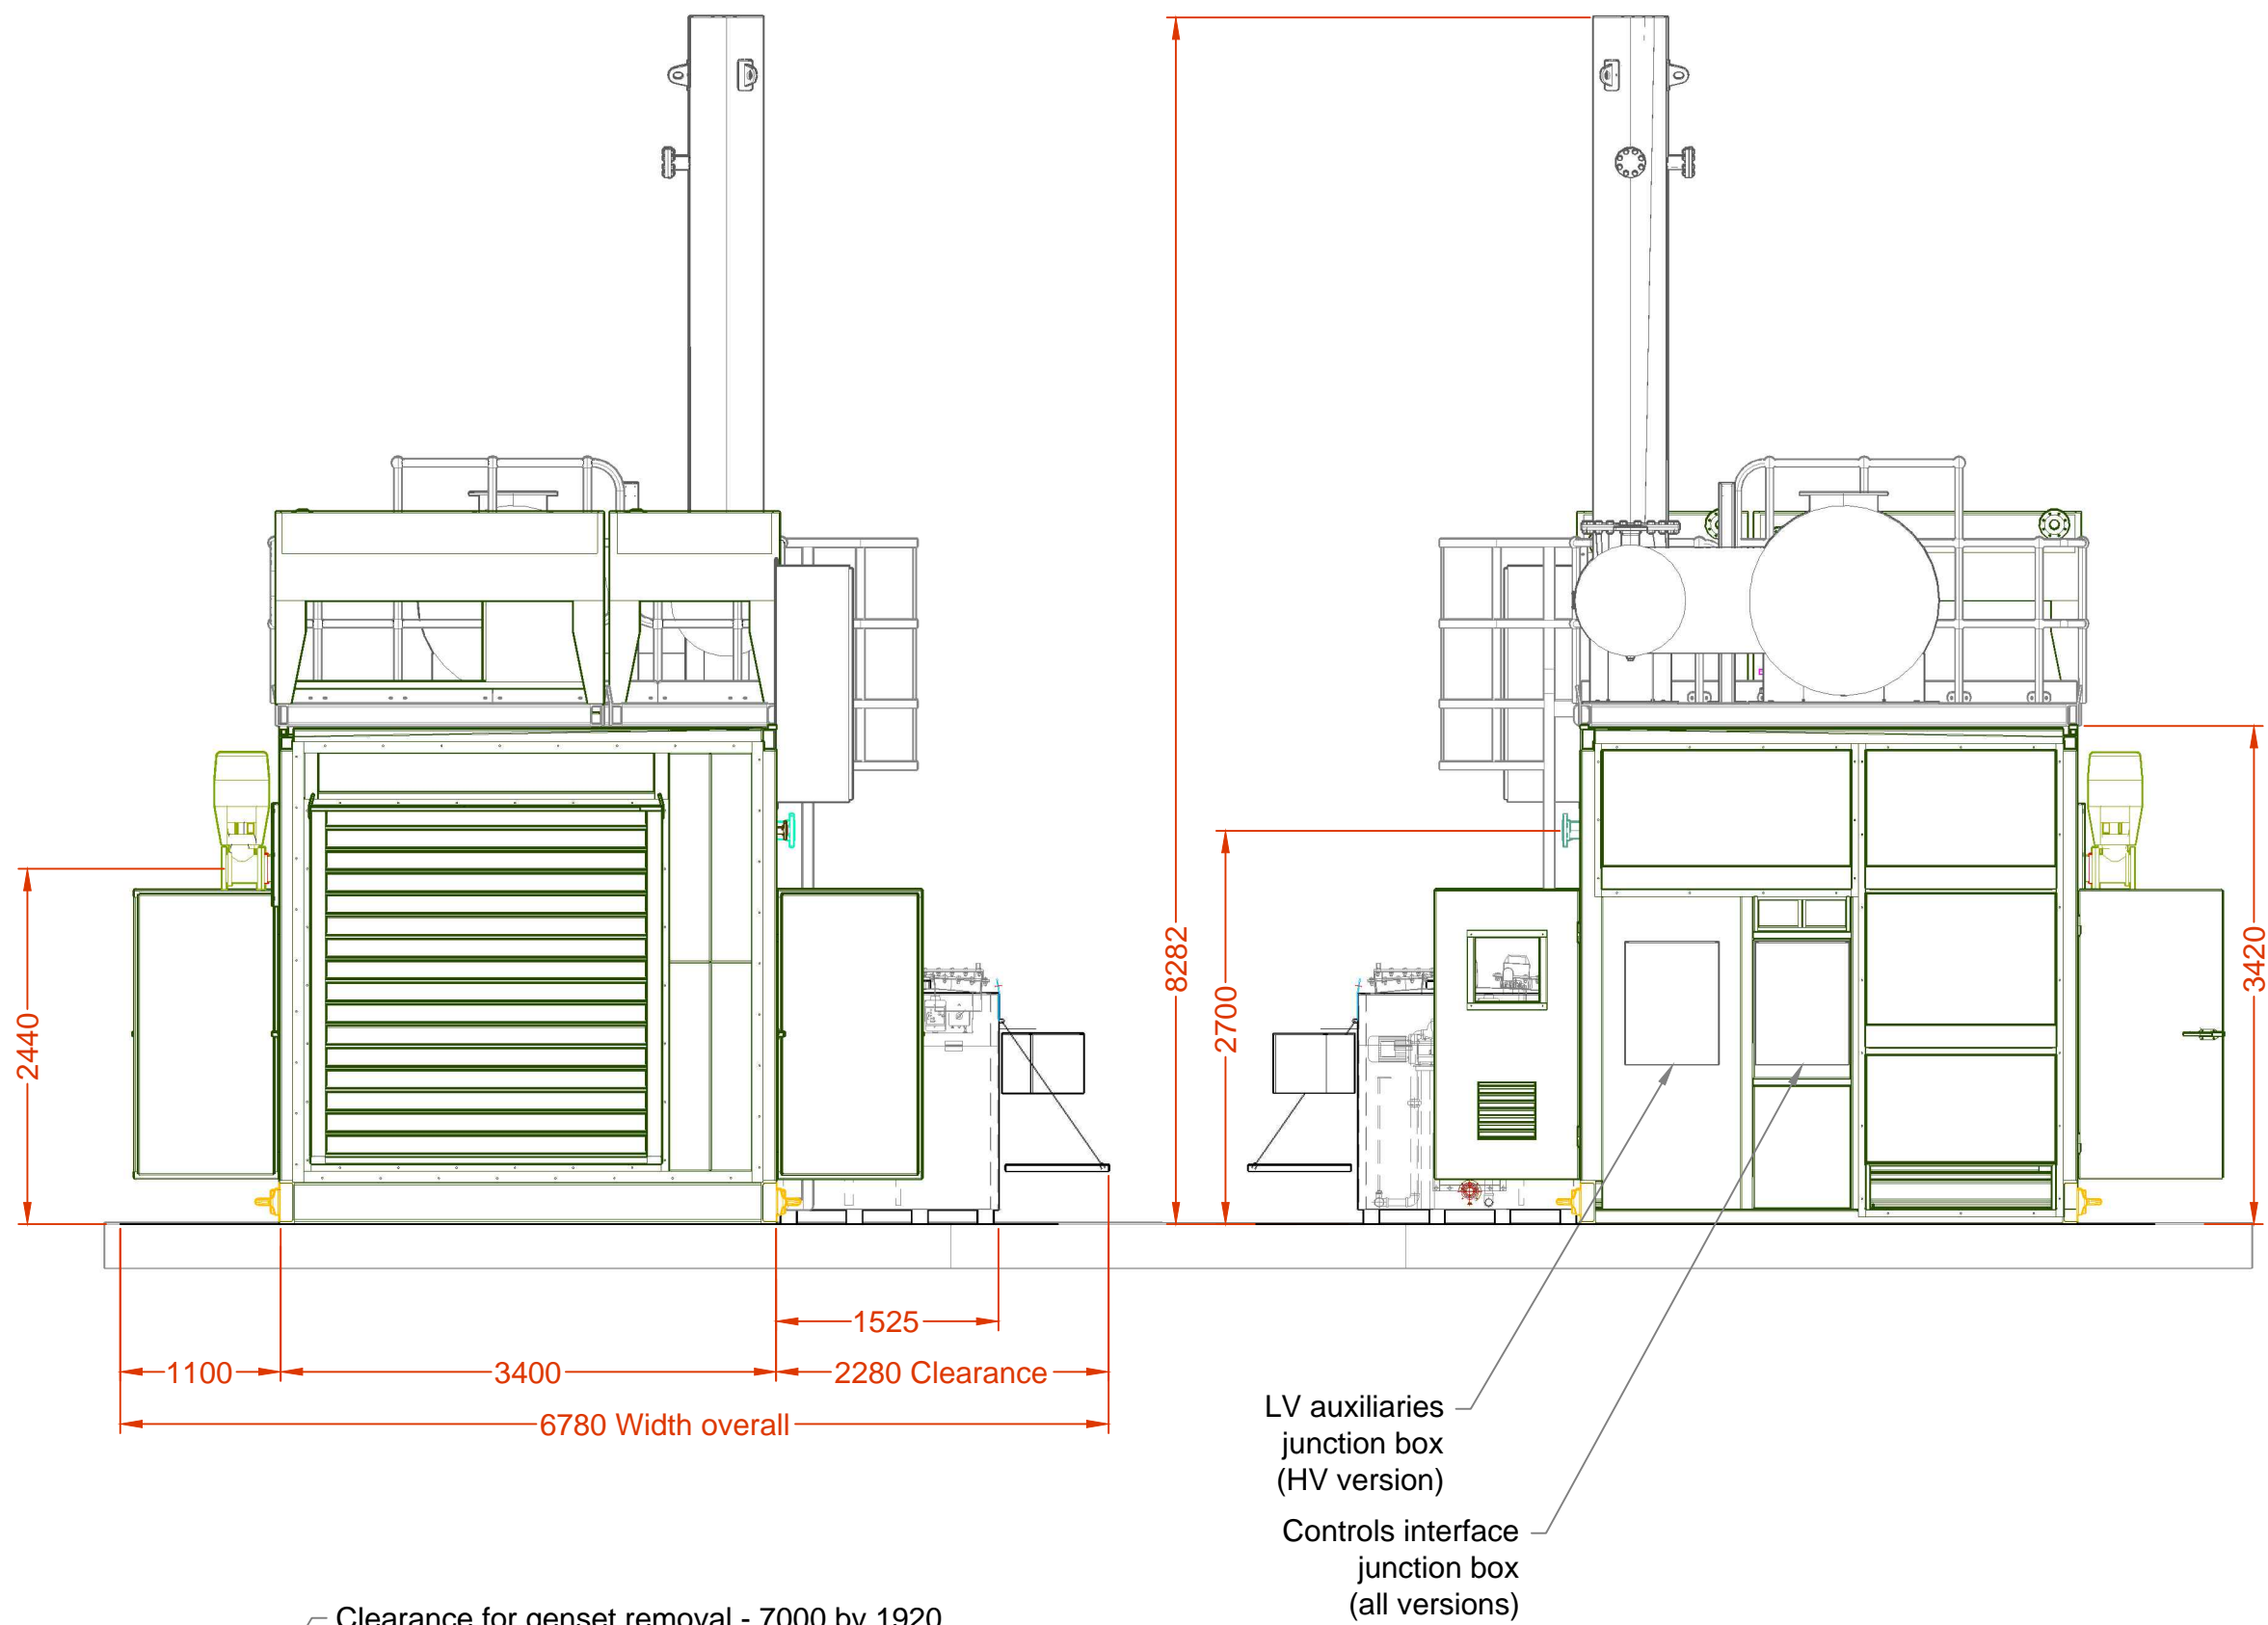 8282
2700
3420
2440
1525
1100
3400
2280 Clearance
6780 Width overall
LV auxiliaries
junction box
(HV version)
Controls interface
junction box
(all versions)
Clearance for genset removal - 7000 by 1920